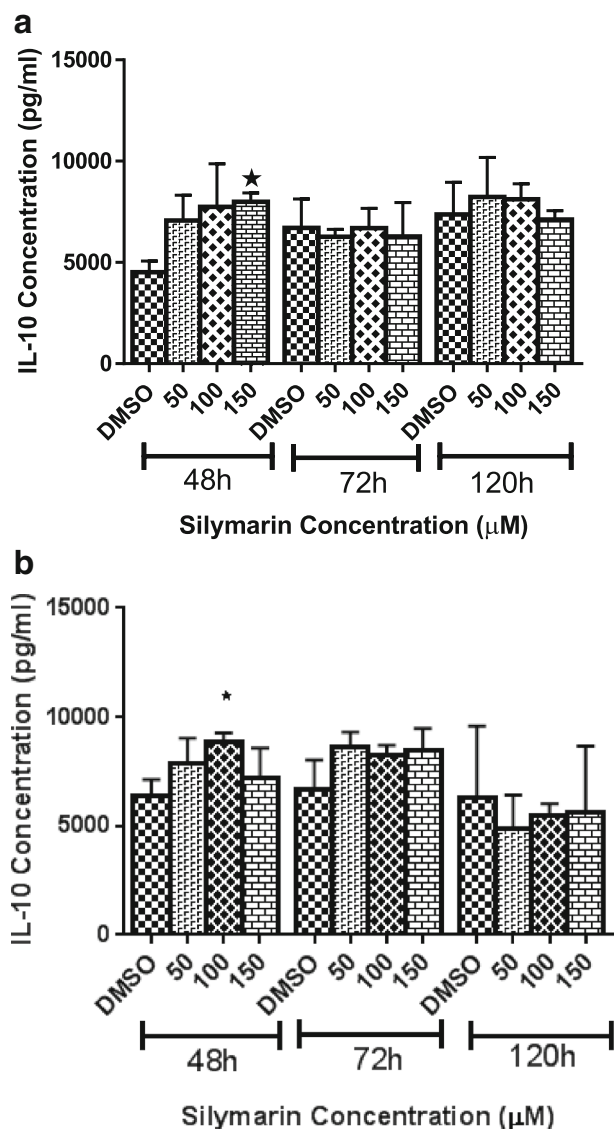 a
IL-10 Concentration (pg/ml)
15000
10000
5000
0
DMSO 50 100 150 DMSO 50 100 150 DMSO 50 100 150
48h 72h 120h
Silymarin Concentration (μM)
b
IL-10 Concentration (pg/ml)
15000
10000
5000
0
DMSO 50 100 150 DMSO 50 100 150 DMSO 50 100 150
48h 72h 120h
Silymarin Concentration (μM)